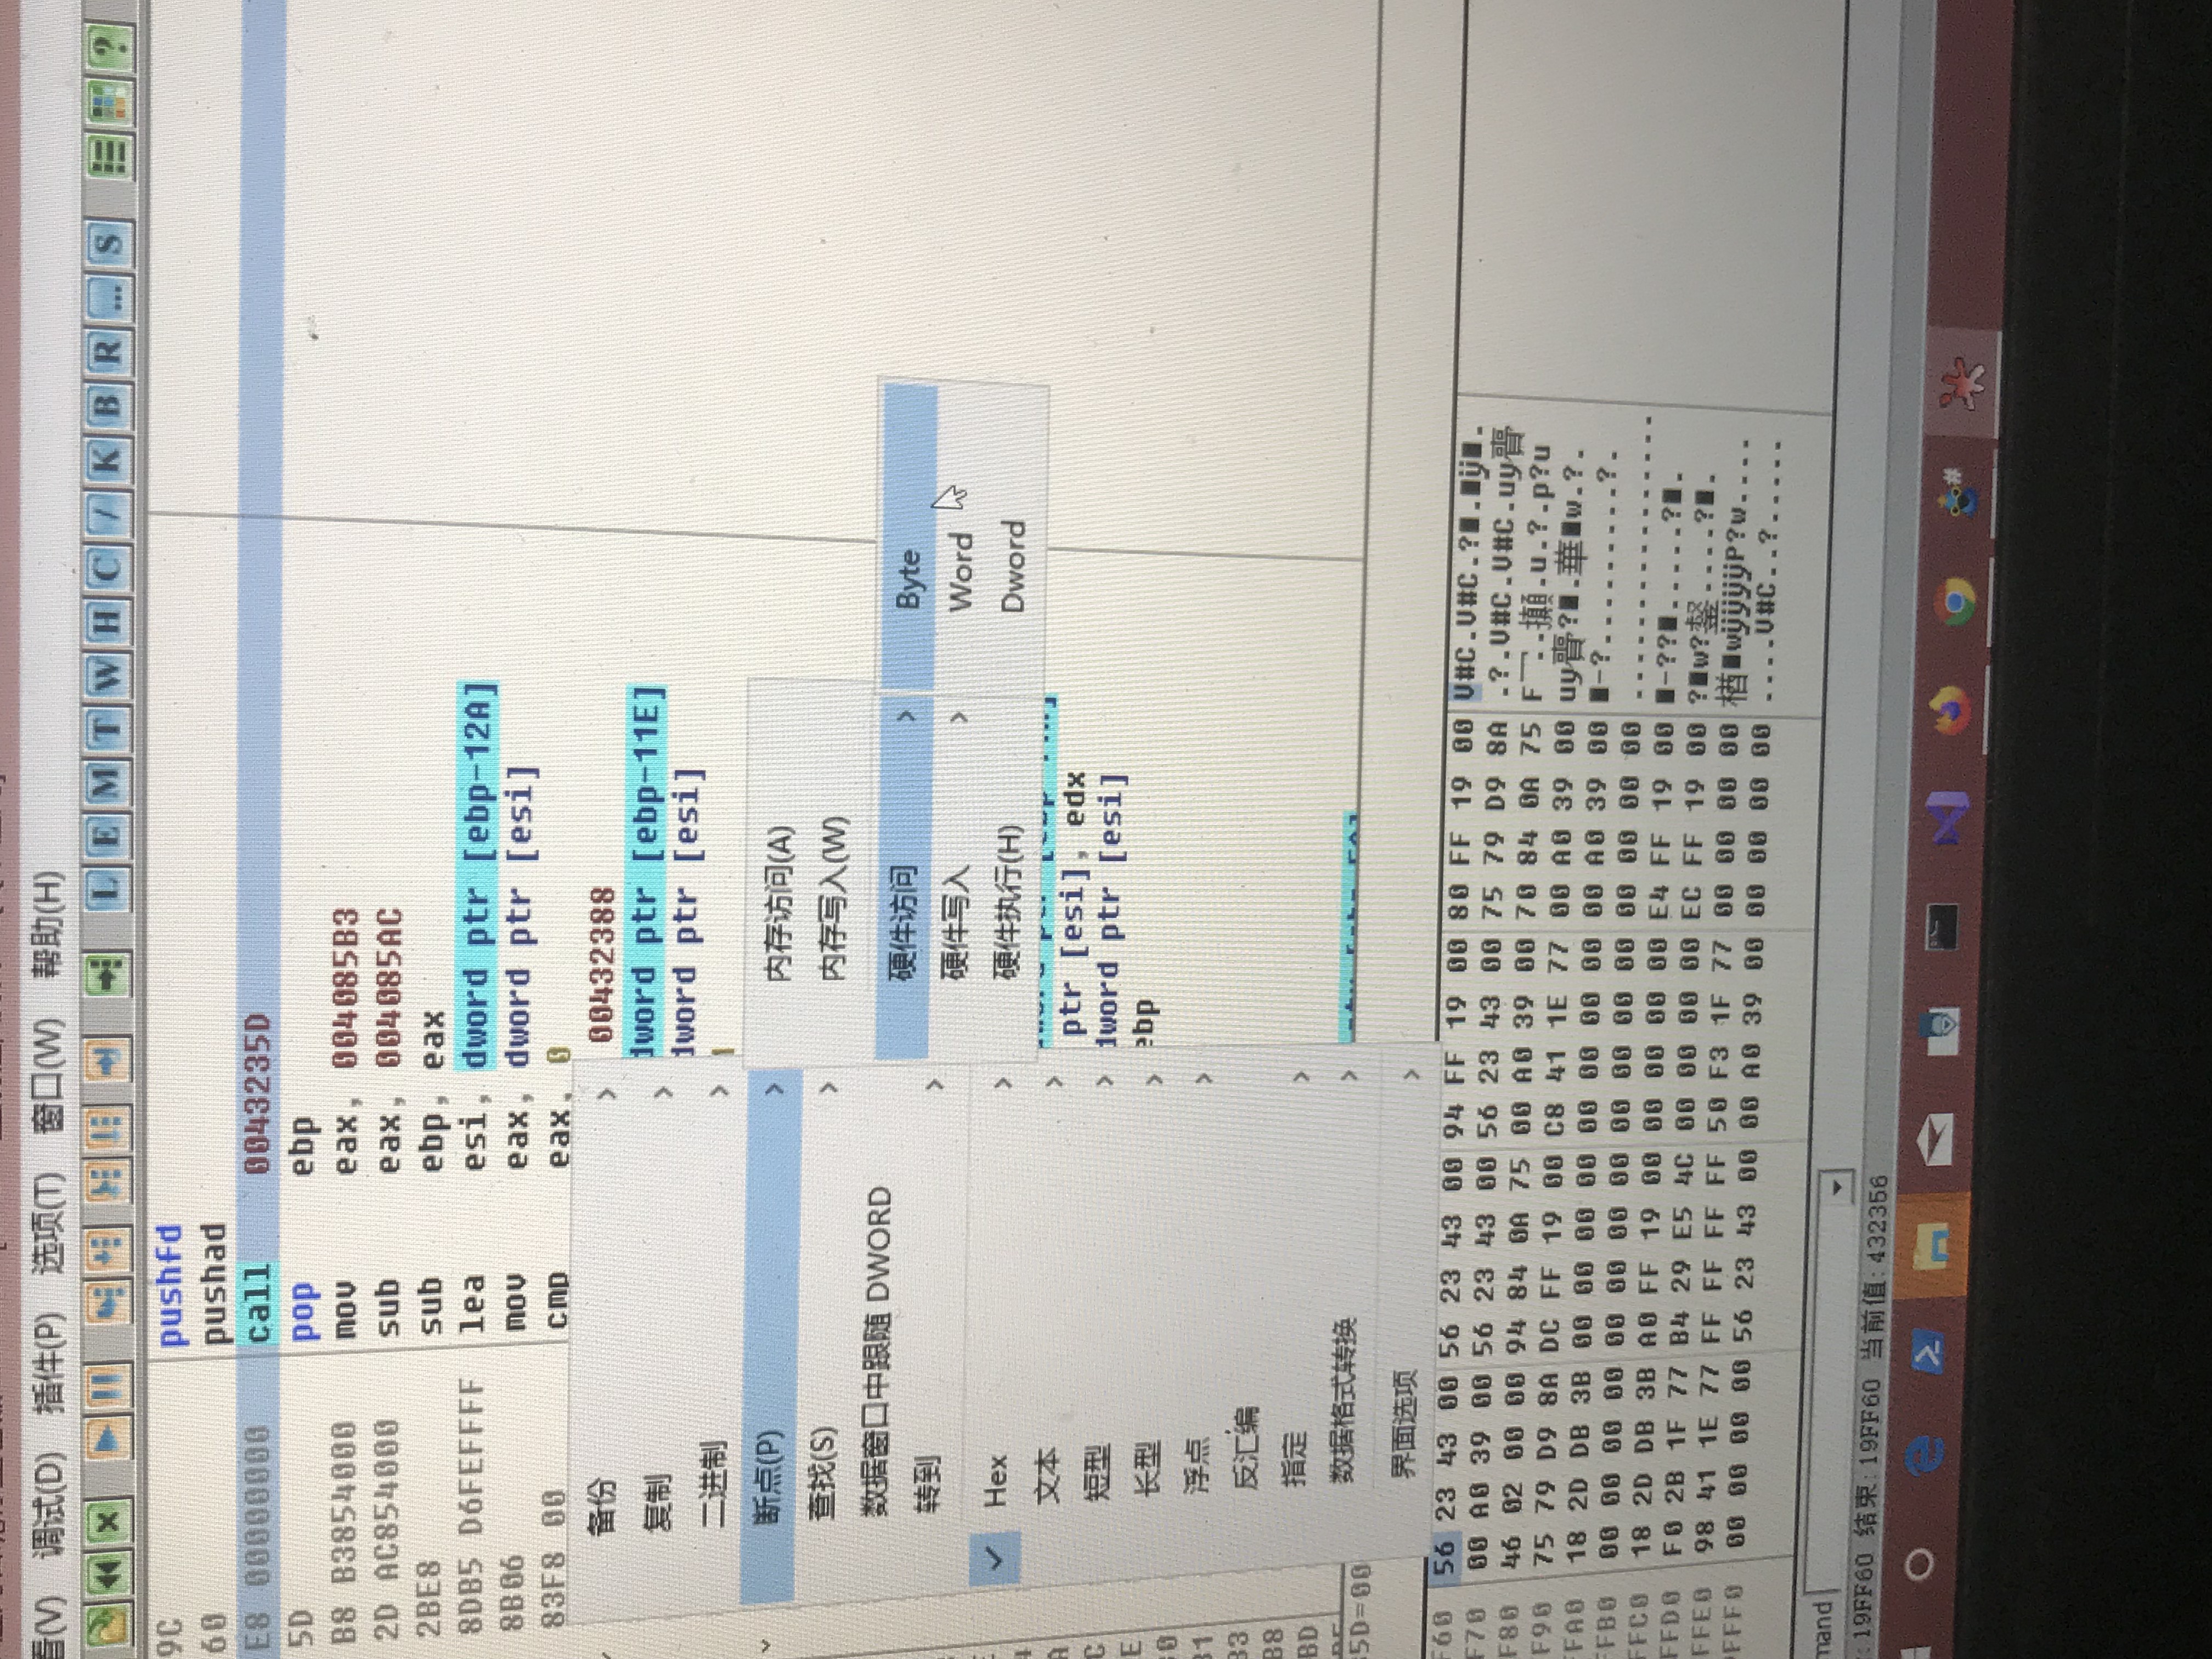 看(V) 调试(D) 插件(P) 选项(T) 窗口(W) 帮助(H)
L E M T W H C / K B R ... S ?
9C pushfd
60 pushad
E8 00000000 call 0043235D
5D pop ebp
B8 B3854000 mov eax, 004085B3
2D AC854000 sub eax, 004085AC
2BE8 sub ebp, eax
8DB5 D6FEFFFF lea esi, dword ptr [ebp-12A]
8B06 mov eax, dword ptr [esi]
83F8 00 cmp eax, 0
00432388
dword ptr [ebp-11E]
dword ptr [esi]
备份
复制
二进制
断点(P)
查找(S)
数据窗口中跟随 DWORD
转到
Hex
文本
短型
长型
浮点
反汇编
指定
数据格式转换
界面选项
内存访问(A)
内存写入(W)
硬件访问
硬件写入
硬件执行(H)
Byte
Word
Dword
ptr [esi], edx
dword ptr [esi]
ebp
5D=00
F60 56 23 43 00 56 23 43 00 94 FF 19 00 80 FF 19 00 V#C.V#C.?■.■ÿ■.
F70 00 A0 39 00 56 23 43 00 56 23 43 00 75 79 D9 8A .?.V#C.V#C.uy
F80 46 02 00 00 94 84 0A 75 00 A0 39 00 70 84 0A 75 .u.?.p?u
F90 75 79 D9 8A DC FF 19 00 C8 41 1E 77 00 A0 39 00 uy ?■.華■w.?.
FFA0 18 2D DB 3B 00 00 00 00 00 00 00 00 00 A0 39 00 ■-?.........?.
FFB0 00 00 00 00 00 00 00 00 00 00 00 00 00 00 00 00 ................
FFC0 18 2D DB 3B A0 FF 19 00 00 00 00 00 E4 FF 19 00 ■-??■.....?■.
FFD0 F0 2B 1F 77 B4 29 E5 4C 00 00 00 00 EC FF 19 00 ?■w? ....?■.
FFE0 98 41 1E 77 FF FF FF FF 50 F3 1F 77 00 00 00 00 楢■wÿÿÿÿP?w....
FFF0 00 00 00 00 56 23 43 00 00 A0 39 00 00 00 00 00 ....V#C..?.....
mand
:19FF60 结束:19FF60 当前值:432356